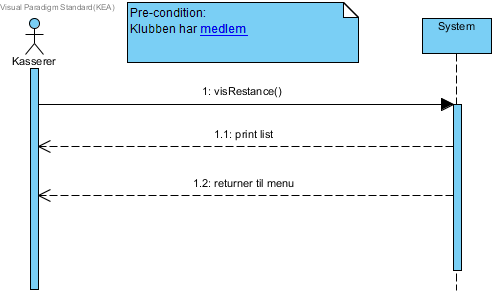 Visual Paradigm Standard(KEA)
Pre-condition:
Klubben har medlem
System
Kasserer
1: visRestance()
1.1: print list
1.2: returner til menu